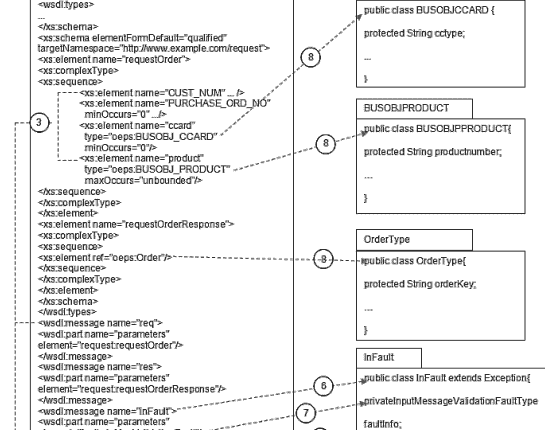 <wsdl:types>
...
</xs:schema>
<xs:schema elementFormDefault="qualified"
targetNamespace="http://www.example.com/request">
<xs:element name="requestOrder">
<xs:complexType>
<xs:sequence>
<xs:element name="CUST_NUM" ... />
<xs:element name="PURCHASE_ORD_NO"
minOccurs="0" .../>
<xs:element name="ccard"
type="oeps:BUSOBJ_CCARD"
minOccurs="0"/>
<xs:element name="product"
type="oeps:BUSOBJ_PRODUCT"
maxOccurs="unbounded"/>
</xs:sequence>
</xs:complexType>
</xs:element>
<xs:element name="requestOrderResponse">
<xs:complexType>
<xs:sequence>
<xs:element ref="oeps:Order"/>
</xs:sequence>
</xs:complexType>
</xs:element>
</xs:schema>
</wsdl:types>
<wsdl:message name="req">
<wsdl:part name="parameters"
element="request:requestOrder"/>
</wsdl:message>
<wsdl:message name="res">
<wsdl:part name="parameters"
element="request:requestOrderResponse"/>
</wsdl:message>
<wsdl:message name="inFault">
<wsdl:part name="parameters"
3
8
8
8
6
7
public class BUSOBJCCARD {
protected String cctype;
...
}
BUSOBJPRODUCT
public class BUSOBJPPRODUCT{
protected String productnumber;
...
}
OrderType
public class OrderType{
protected String orderKey;
...
}
InFault
public class InFault extends Exception{
privateInputMessageValidationFaultType
faultInfo;